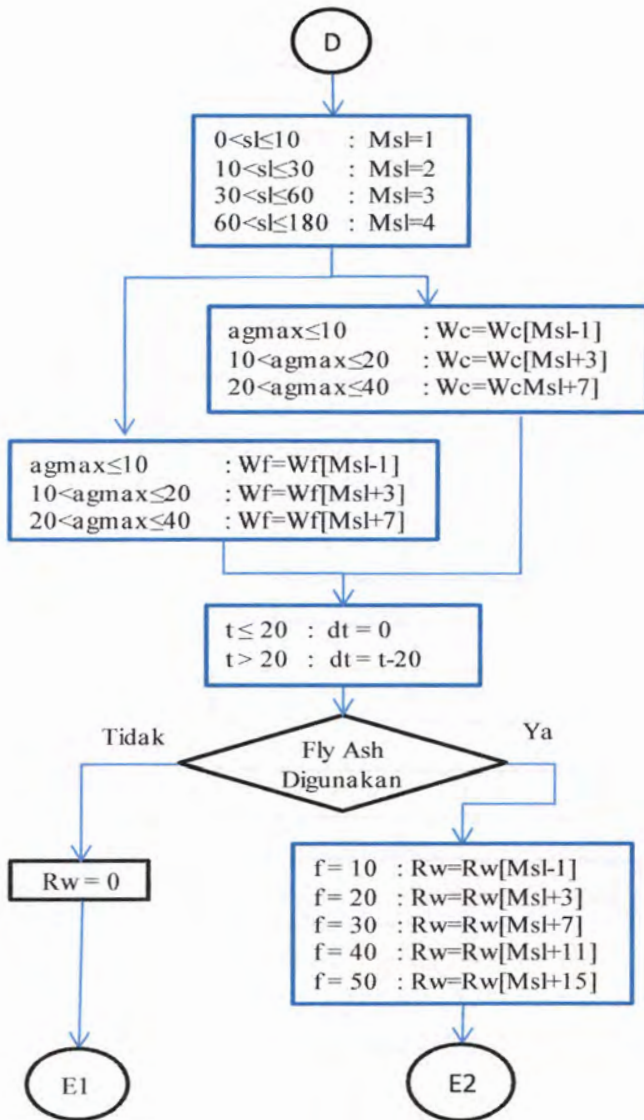 D
0<sl≤10 : Msl=1
10<sl≤30 : Msl=2
30<sl≤60 : Msl=3
60<sl≤180 : Msl=4
agmax≤10 : Wc=Wc[Msl-1]
10<agmax≤20 : Wc=Wc[Msl+3]
20<agmax≤40 : Wc=WcMsl+7]
agmax≤10 : Wf=Wf[Msl-1]
10<agmax≤20 : Wf=Wf[Msl+3]
20<agmax≤40 : Wf=Wf[Msl+7]
t ≤ 20 : dt = 0
t > 20 : dt = t-20
Tidak
Fly Ash
Digunakan
Ya
Rw = 0
f = 10 : Rw=Rw[Msl-1]
f = 20 : Rw=Rw[Msl+3]
f = 30 : Rw=Rw[Msl+7]
f = 40 : Rw=Rw[Msl+11]
f = 50 : Rw=Rw[Msl+15]
E1
E2